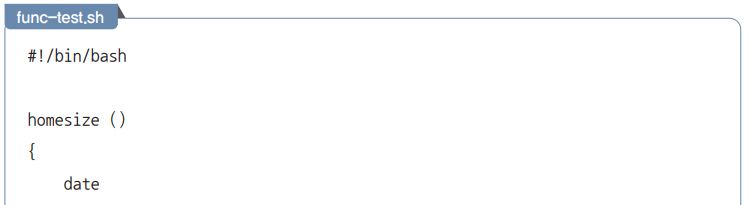 func-test.sh
#!/bin/bash
homesize ()
{
date